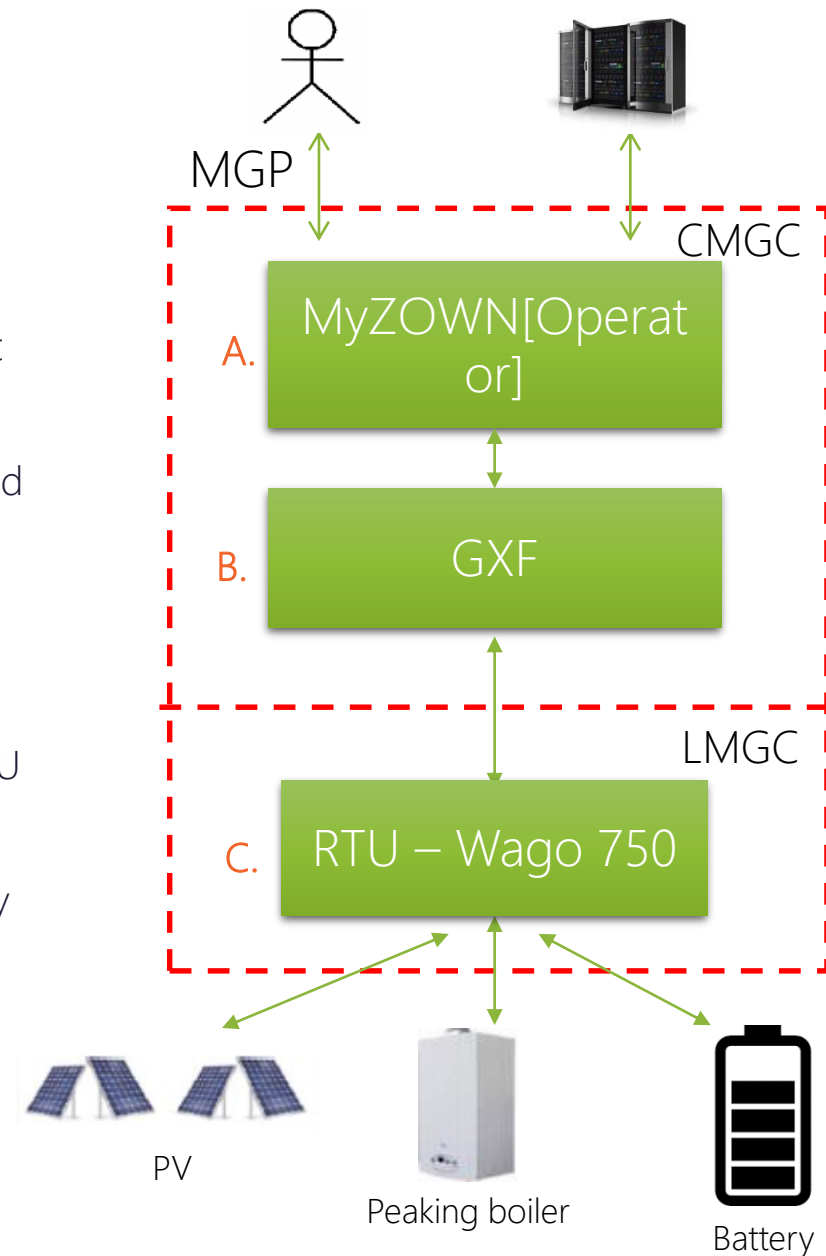 MGP
CMGC
MyZOWN[Operat
or]
A.
t
d
GXF
B.
LMGC
U
RTU – Wago 750
C.
y
PV
Peaking boiler
Battery